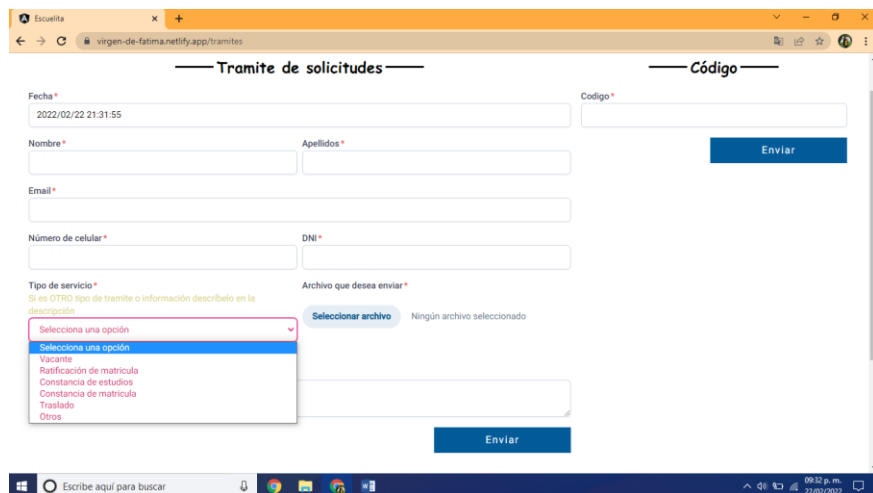 Escuelita
virgen-de-fatima.netlify.app/tramites
Tramite de solicitudes
Código
Fecha*
2022/02/22 21:31:55
Codigo*
Nombre*
Apellidos*
Enviar
Email*
Número de celular*
DNI*
Tipo de servicio*
Archivo que desea enviar*
Si es OTRO tipo de tramite o información descríbelo en la
descripción
Seleccionar archivo
Ningún archivo seleccionado
Selecciona una opción
Selecciona una opción
Vacante
Ratificación de matricula
Constancia de estudios
Constancia de matricula
Traslado
Otros
Enviar
Escribe aquí para buscar
09:32 p. m.
22/02/2022